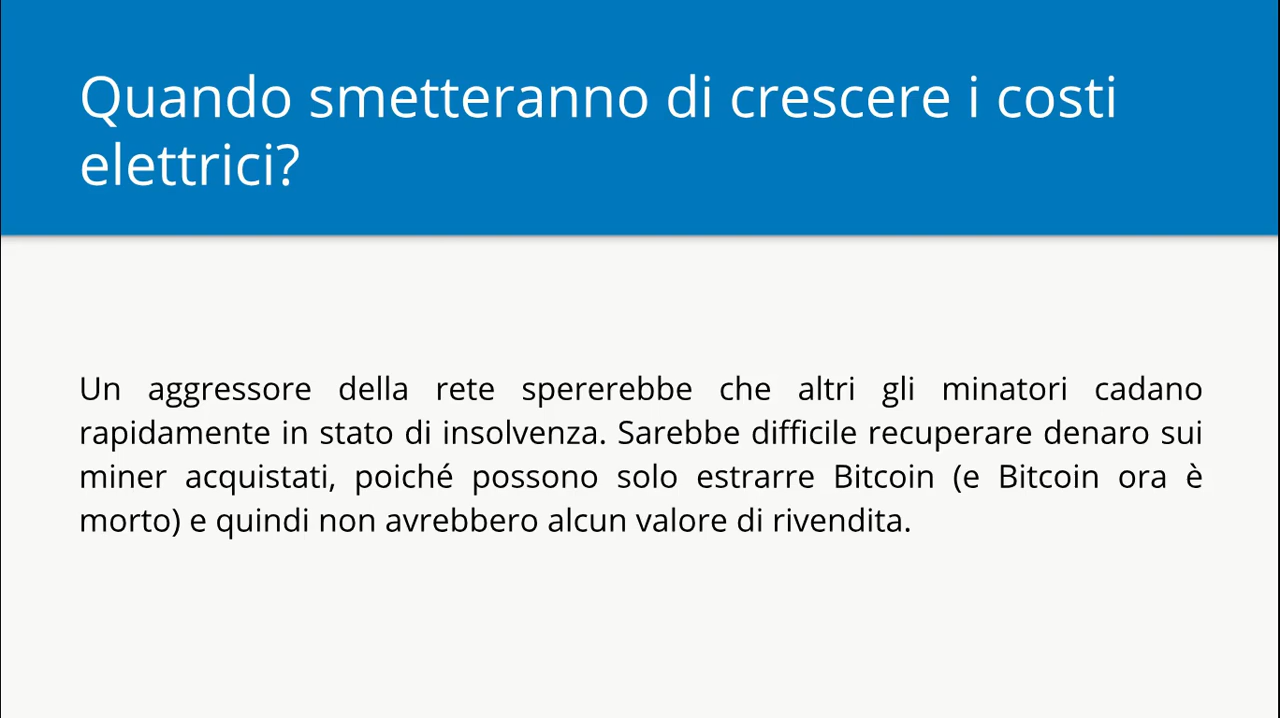 Quando smetteranno di crescere i costi
elettrici?
Un aggressore della rete spererebbe che altri gli minatori cadano
rapidamente in stato di insolvenza. Sarebbe difficile recuperare denaro sui
miner acquistati, poiché possono solo estrarre Bitcoin (e Bitcoin ora è
morto) e quindi non avrebbero alcun valore di rivendita.